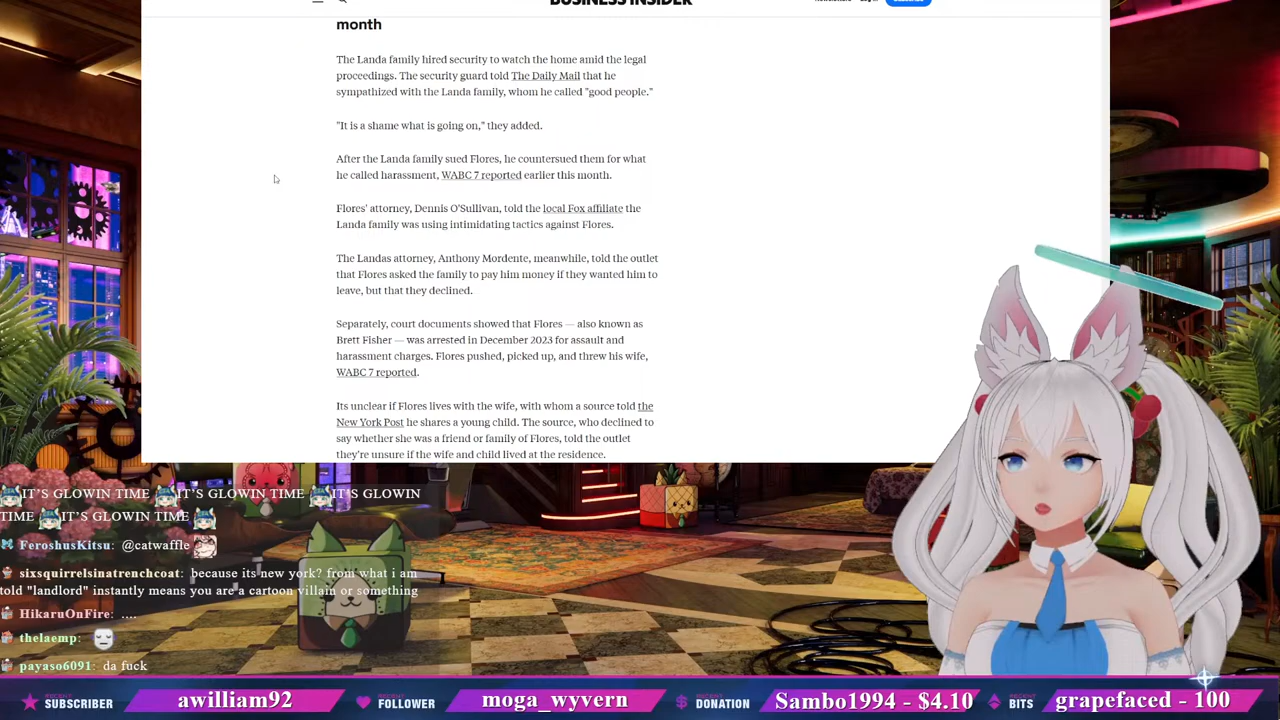 BUSINESS INSIDER
Newsletters Log in Subscribe
month
The Landa family hired security to watch the home amid the legal
proceedings. The security guard told The Daily Mail that he
sympathized with the Landa family, whom he called "good people."
"It is a shame what is going on," they added.
After the Landa family sued Flores, he countersued them for what
he called harassment, WABC 7 reported earlier this month.
Flores' attorney, Dennis O'Sullivan, told the local Fox affiliate the
Landa family was using intimidating tactics against Flores.
The Landas attorney, Anthony Mordente, meanwhile, told the outlet
that Flores asked the family to pay him money if they wanted him to
leave, but that they declined.
Separately, court documents showed that Flores — also known as
Brett Fisher — was arrested in December 2023 for assault and
harassment charges. Flores pushed, picked up, and threw his wife,
WABC 7 reported.
Its unclear if Flores lives with the wife, with whom a source told the
New York Post he shares a young child. The source, who declined to
say whether she was a friend or family of Flores, told the outlet
they're unsure if the wife and child lived at the residence.
IT'S GLOWIN TIME IT'S GLOWIN TIME IT'S GLOWIN
TIME IT'S GLOWIN TIME
FeroshusKitsu: @catwaffle
sixsquirrelsinatrenchcoat: because its new york? from what i am
told "landlord" instantly means you are a cartoon villain or something
HikaruOnFire: ....
thelaemp:
payaso6091: da fuck
RECENT SUBSCRIBER awilliam92 RECENT FOLLOWER moga_wyvern RECENT DONATION Sambo1994 - $4.10 RECENT BITS grapefaced - 100